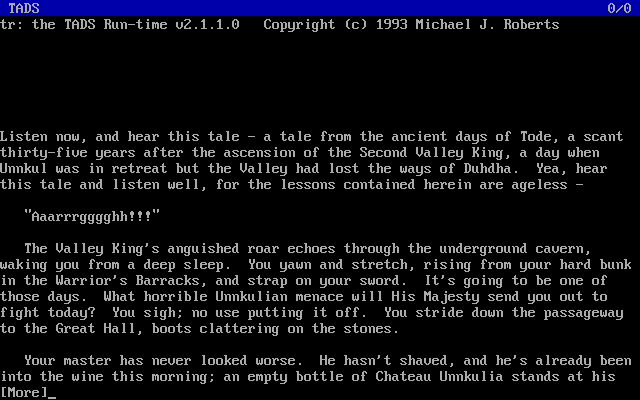 TADS 0/0
tr: the TADS Run-time v2.1.1.0   Copyright (c) 1993 Michael J. Roberts
Listen now, and hear this tale - a tale from the ancient days of Tode, a scant
thirty-five years after the ascension of the Second Valley King, a day when
Unnkul was in retreat but the Valley had lost the ways of Duhdha.  Yea, hear
this tale and listen well, for the lessons contained herein are ageless -
"Aaarrrgggghh!!!"
The Valley King's anguished roar echoes through the underground cavern,
waking you from a deep sleep.  You yawn and stretch, rising from your hard bunk
in the Warrior's Barracks, and strap on your sword.  It's going to be one of
those days.  What horrible Unnkulian menace will His Majesty send you out to
fight today?  You sigh; no use putting it off.  You stride down the passageway
to the Great Hall, boots clattering on the stones.
Your master has never looked worse.  He hasn't shaved, and he's already been
into the wine this morning; an empty bottle of Chateau Unnkulia stands at his
[More]_